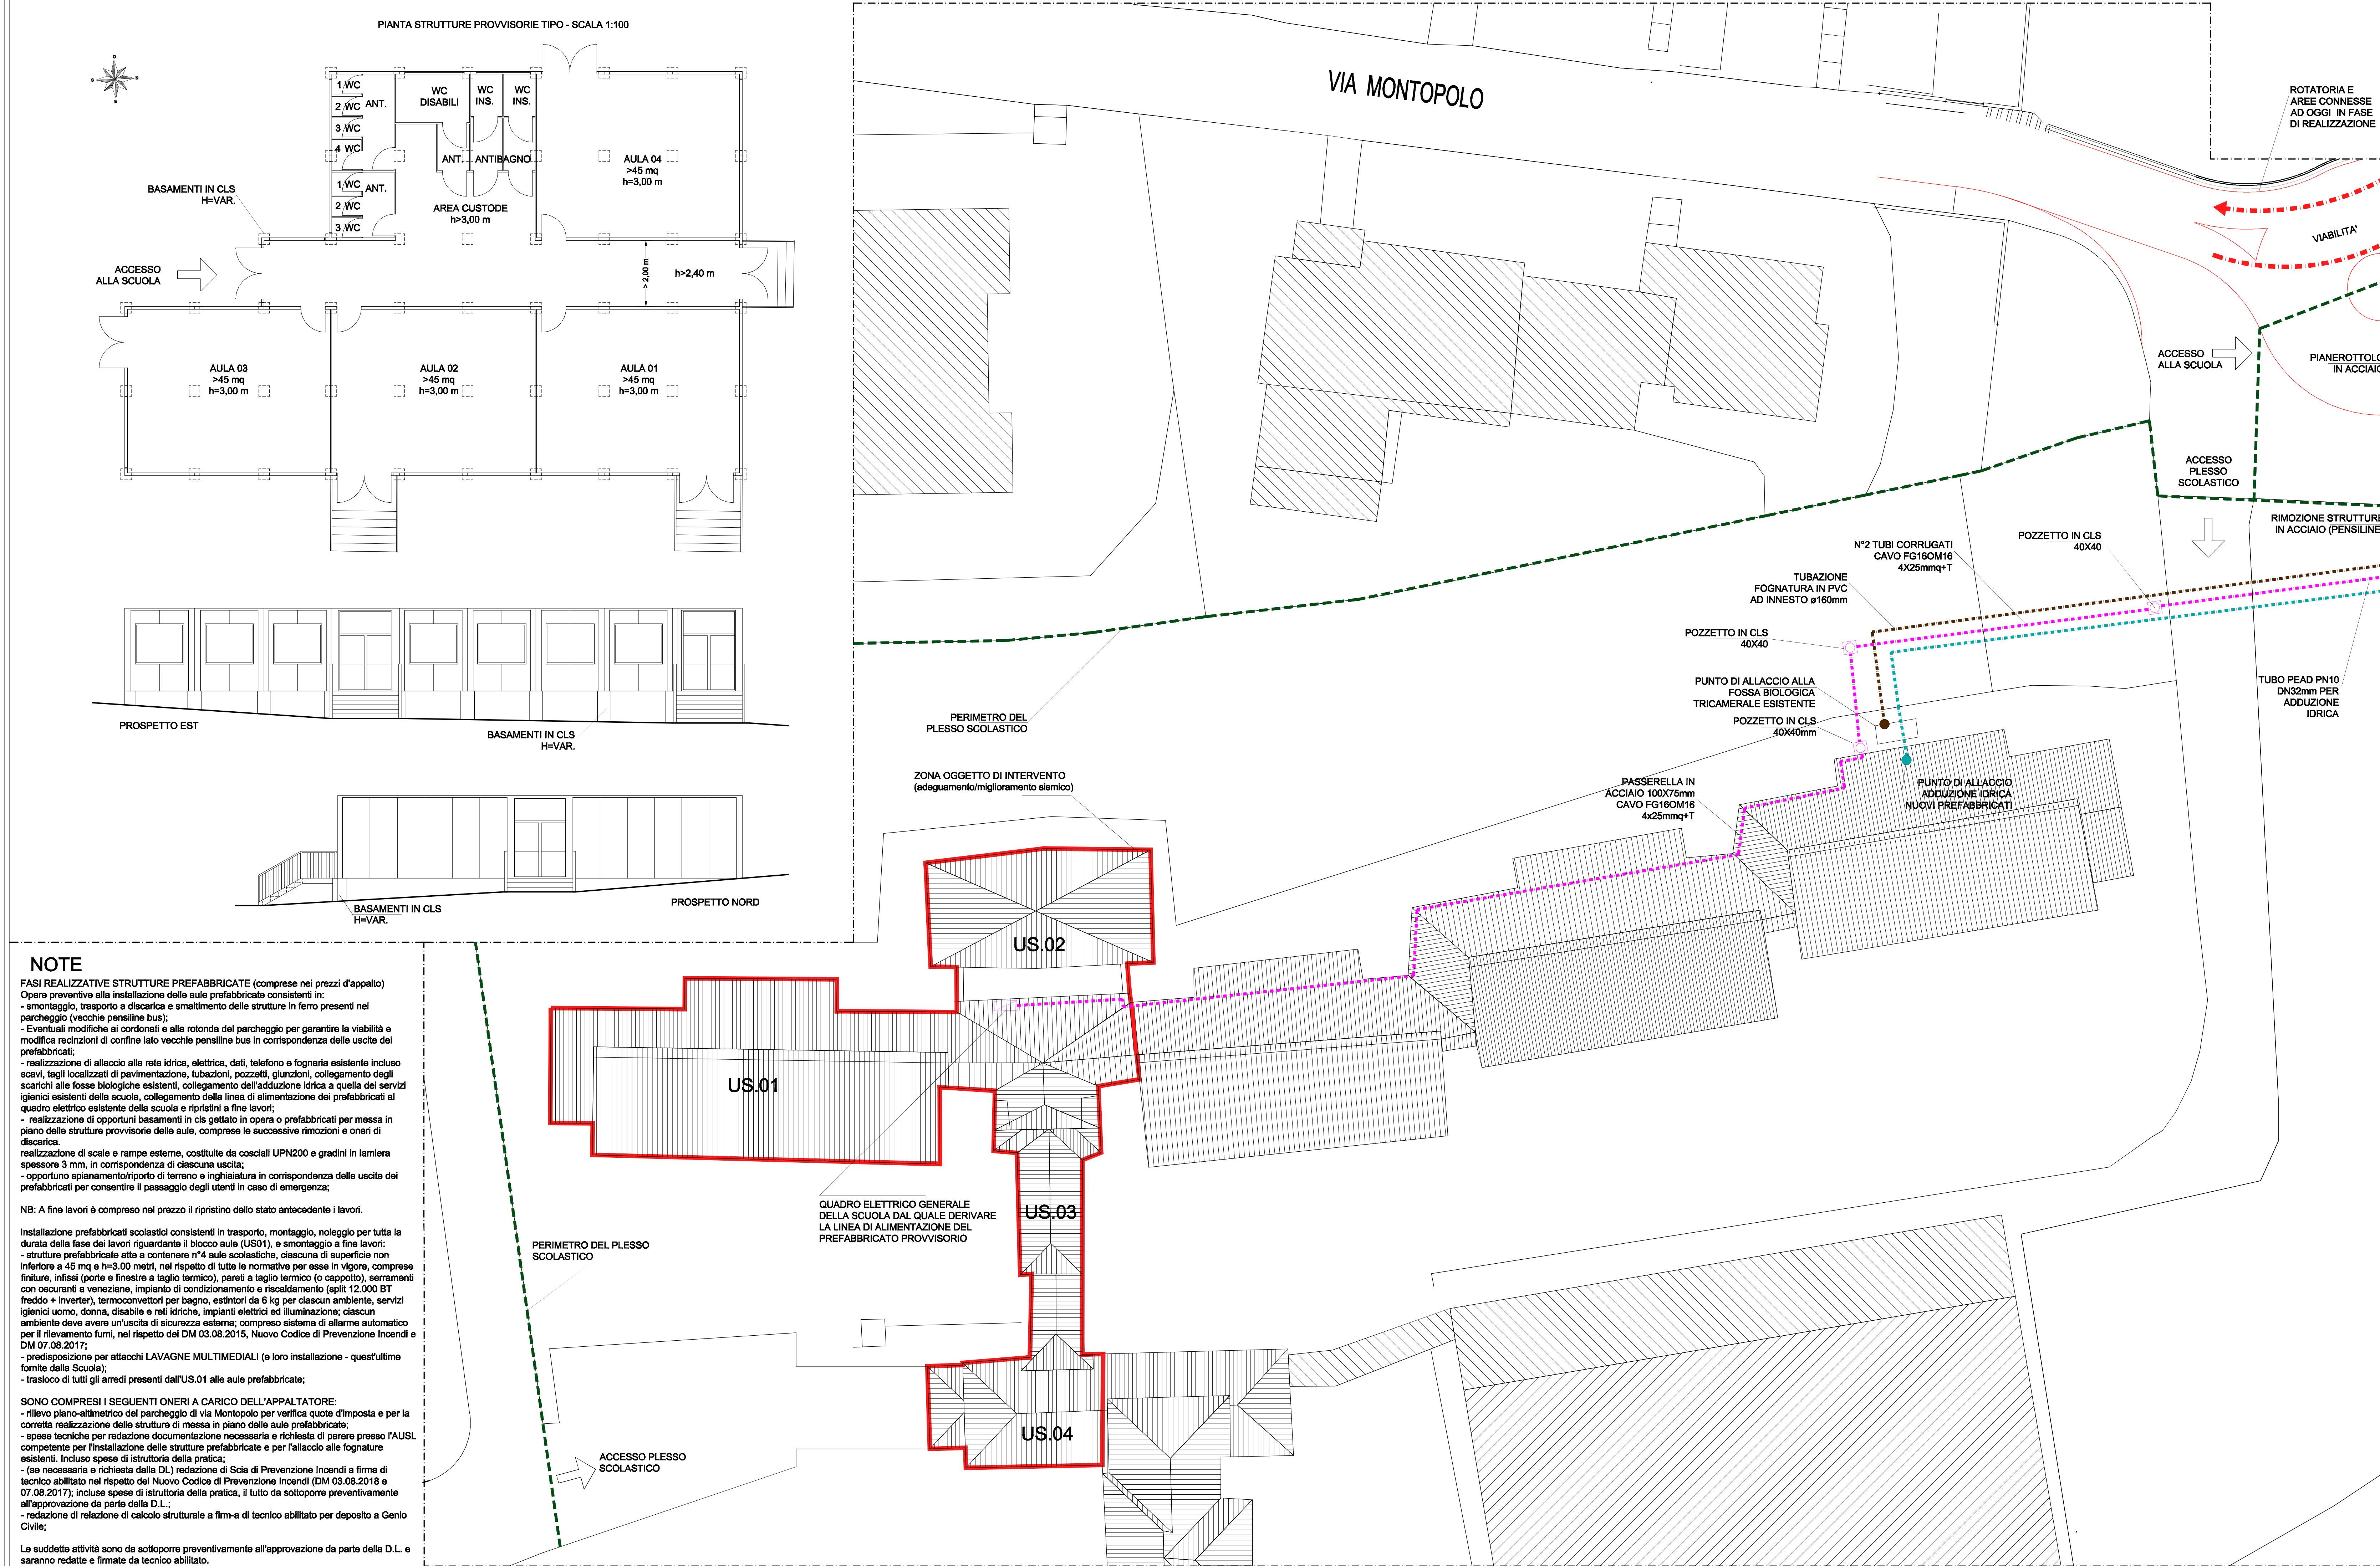 PIANTA STRUTTURE PROVVISORIE TIPO - SCALA 1:100
1 WC
2 WC
3 WC
4 WC
ANT.
WC
DISABILI
WC
INS.
WC
INS.
ANT.
ANTIBAGNO
1 WC
2 WC
3 WC
ANT.
AREA CUSTODE
h>3,00 m
AULA 04
>45 mq
h=3,00 m
BASAMENTI IN CLS
H=VAR.
ACCESSO
ALLA SCUOLA
> 2,00 m
h>2,40 m
AULA 03
>45 mq
h=3,00 m
AULA 02
>45 mq
h=3,00 m
AULA 01
>45 mq
h=3,00 m
PROSPETTO EST
BASAMENTI IN CLS
H=VAR.
BASAMENTI IN CLS
H=VAR.
PROSPETTO NORD
VIA MONTOPOLO
ROTATORIA E
AREE CONNESSE
AD OGGI IN FASE
DI REALIZZAZIONE
VIABILITA'
ACCESSO
ALLA SCUOLA
PIANEROTTOLO
IN ACCIAIO
ACCESSO
PLESSO
SCOLASTICO
RIMOZIONE STRUTTURE
IN ACCIAIO (PENSILINE
N°2 TUBI CORRUGATI
CAVO FG16OM16
4X25mmq+T
POZZETTO IN CLS
40X40
TUBAZIONE
FOGNATURA IN PVC
AD INNESTO ø160mm
POZZETTO IN CLS
40X40
PUNTO DI ALLACCIO ALLA
FOSSA BIOLOGICA
TRICAMERALE ESISTENTE
POZZETTO IN CLS
40X40mm
TUBO PEAD PN10
DN32mm PER
ADDUZIONE
IDRICA
PERIMETRO DEL
PLESSO SCOLASTICO
ZONA OGGETTO DI INTERVENTO
(adeguamento/miglioramento sismico)
PASSERELLA IN
ACCIAIO 100X75mm
CAVO FG16OM16
4x25mmq+T
PUNTO DI ALLACCIO
ADDUZIONE IDRICA
NUOVI PREFABBRICATI
US.02
US.01
US.03
US.04
QUADRO ELETTRICO GENERALE
DELLA SCUOLA DAL QUALE DERIVARE
LA LINEA DI ALIMENTAZIONE DEL
PREFABBRICATO PROVVISORIO
PERIMETRO DEL PLESSO
SCOLASTICO
ACCESSO PLESSO
SCOLASTICO
NOTE
FASI REALIZZATIVE STRUTTURE PREFABBRICATE (comprese nei prezzi d'appalto)
Opere preventive alla installazione delle aule prefabbricate consistenti in:
- smontaggio, trasporto a discarica e smaltimento delle strutture in ferro presenti nel
parcheggio (vecchie pensiline bus);
- Eventuali modifiche ai cordonati e alla rotonda del parcheggio per garantire la viabilità e
modifica recinzioni di confine lato vecchie pensiline bus in corrispondenza delle uscite dei
prefabbricati;
- realizzazione di allaccio alla rete idrica, elettrica, dati, telefono e fognaria esistente incluso
scavi, tagli localizzati di pavimentazione, tubazioni, pozzetti, giunzioni, collegamento degli
scarichi alle fosse biologiche esistenti, collegamento dell'adduzione idrica a quella dei servizi
igienici esistenti della scuola, collegamento della linea di alimentazione dei prefabbricati al
quadro elettrico esistente della scuola e ripristini a fine lavori;
- realizzazione di opportuni basamenti in cls gettato in opera o prefabbricati per messa in
piano delle strutture provvisorie delle aule, comprese le successive rimozioni e oneri di
discarica.
realizzazione di scale e rampe esterne, costituite da cosciali UPN200 e gradini in lamiera
spessore 3 mm, in corrispondenza di ciascuna uscita;
- opportuno spianamento/riporto di terreno e inghiaiatura in corrispondenza delle uscite dei
prefabbricati per consentire il passaggio degli utenti in caso di emergenza;
NB: A fine lavori è compreso nel prezzo il ripristino dello stato antecedente i lavori.
Installazione prefabbricati scolastici consistenti in trasporto, montaggio, noleggio per tutta la
durata della fase dei lavori riguardante il blocco aule (US01), e smontaggio a fine lavori:
- strutture prefabbricate atte a contenere n°4 aule scolastiche, ciascuna di superficie non
inferiore a 45 mq e h=3.00 metri, nel rispetto di tutte le normative per esse in vigore, comprese
finiture, infissi (porte e finestre a taglio termico), pareti a taglio termico (o cappotto), serramenti
con oscuranti a veneziane, impianto di condizionamento e riscaldamento (split 12.000 BT
freddo + inverter), termoconvettori per bagno, estintori da 6 kg per ciascun ambiente, servizi
igienici uomo, donna, disabile e reti idriche, impianti elettrici ed illuminazione; ciascun
ambiente deve avere un'uscita di sicurezza esterna; compreso sistema di allarme automatico
per il rilevamento fumi, nel rispetto dei DM 03.08.2015, Nuovo Codice di Prevenzione Incendi e
DM 07.08.2017;
- predisposizione per attacchi LAVAGNE MULTIMEDIALI (e loro installazione - quest'ultime
fornite dalla Scuola);
- trasloco di tutti gli arredi presenti dall'US.01 alle aule prefabbricate;
SONO COMPRESI I SEGUENTI ONERI A CARICO DELL'APPALTATORE:
- rilievo plano-altimetrico del parcheggio di via Montopolo per verifica quote d'imposta e per la
corretta realizzazione delle strutture di messa in piano delle aule prefabbricate;
- spese tecniche per redazione documentazione necessaria e richiesta di parere presso l'AUSL
competente per l'installazione delle strutture prefabbricate e per l'allaccio alle fognature
esistenti. Incluso spese di istruttoria della pratica;
- (se necessaria e richiesta dalla DL) redazione di Scia di Prevenzione Incendi a firma di
tecnico abilitato nel rispetto del Nuovo Codice di Prevenzione Incendi (DM 03.08.2018 e
07.08.2017); incluse spese di istruttoria della pratica, il tutto da sottoporre preventivamente
all'approvazione da parte della D.L.;
- redazione di relazione di calcolo strutturale a firm-a di tecnico abilitato per deposito a Genio
Civile;
Le suddette attività sono da sottoporre preventivamente all'approvazione da parte della D.L. e
saranno redatte e firmate da tecnico abilitato.